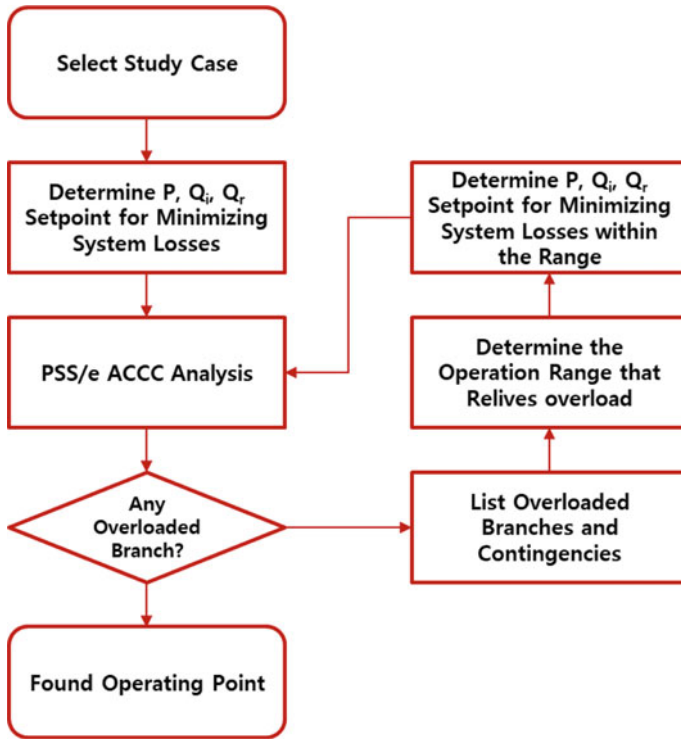 Select Study Case
Determine P, Qᵢ, Qᵣ
Setpoint for Minimizing
System Losses
PSS/e ACCC Analysis
Any
Overloaded
Branch?
Found Operating Point
Determine P, Qᵢ, Qᵣ
Setpoint for Minimizing
System Losses within
the Range
Determine the
Operation Range that
Relives overload
List Overloaded
Branches and
Contingencies